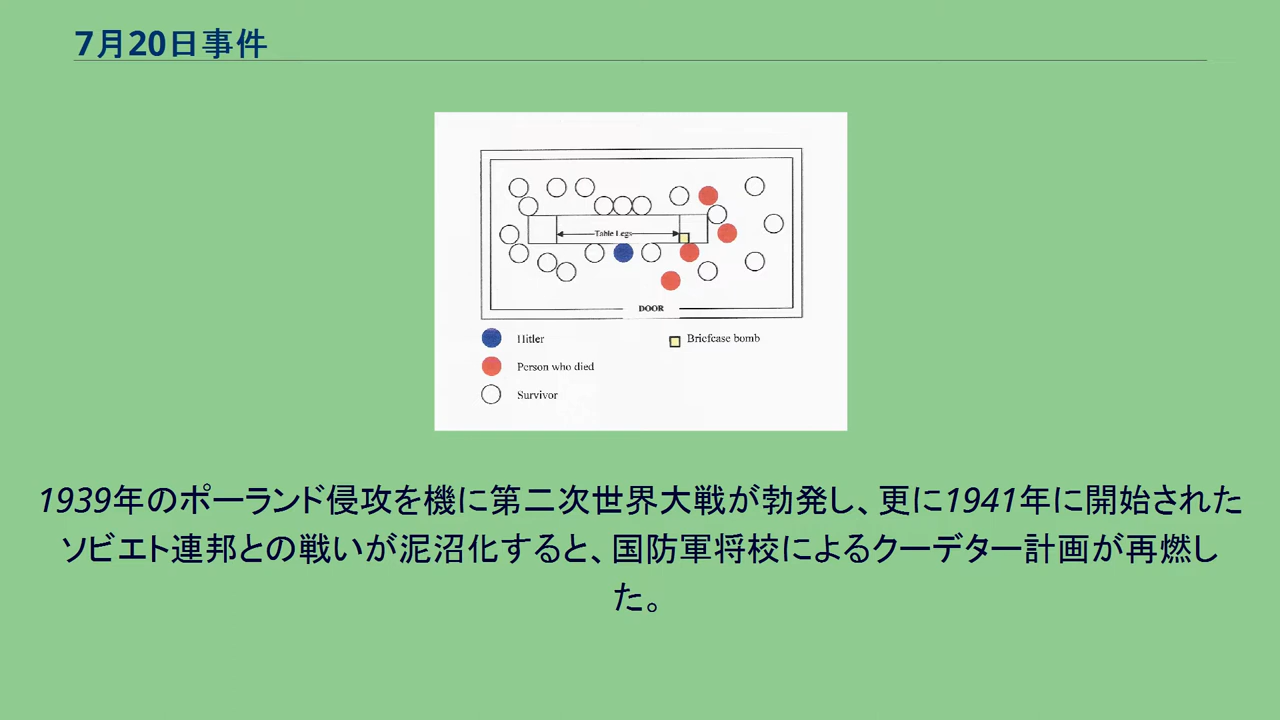 7月20日事件
Table Legs
DOOR
Hitler
Briefcase bomb
Person who died
Survivor
1939年のポーランド侵攻を機に第二次世界大戦が勃発し、更に1941年に開始された
ソビエト連邦との戦いが泥沼化すると、国防軍将校によるクーデター計画が再燃し
た。